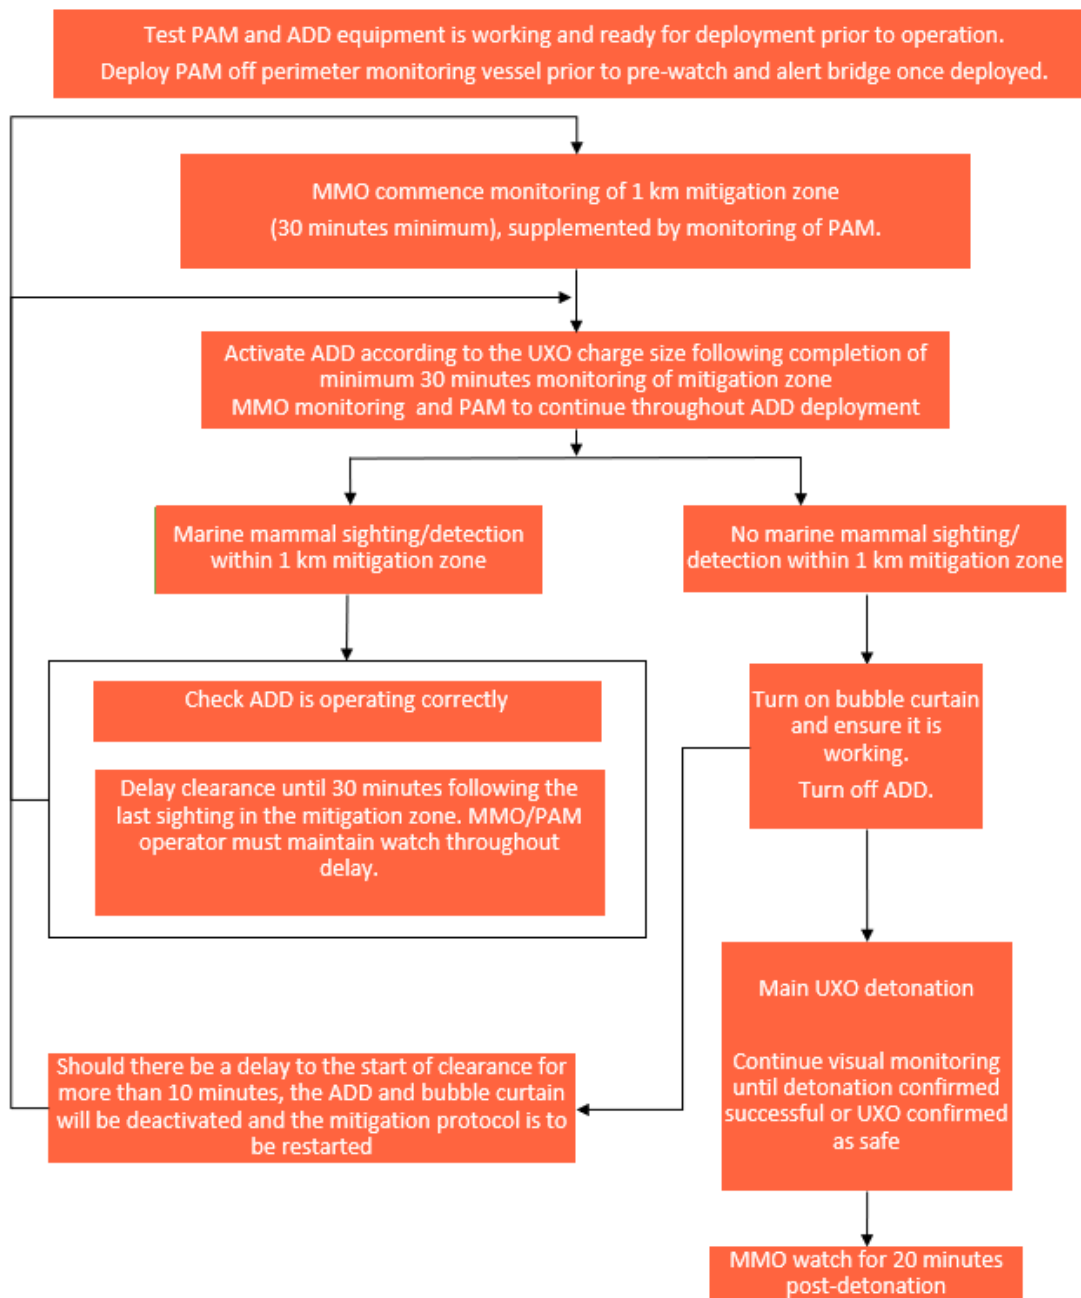 Test PAM and ADD equipment is working and ready for deployment prior to operation.
Deploy PAM off perimeter monitoring vessel prior to pre-watch and alert bridge once deployed.
MMO commence monitoring of 1 km mitigation zone
(30 minutes minimum), supplemented by monitoring of PAM.
Activate ADD according to the UXO charge size following completion of
minimum 30 minutes monitoring of mitigation zone
MMO monitoring and PAM to continue throughout ADD deployment
Marine mammal sighting/detection
within 1 km mitigation zone
No marine mammal sighting/
detection within 1 km mitigation zone
Check ADD is operating correctly
Delay clearance until 30 minutes following the
last sighting in the mitigation zone. MMO/PAM
operator must maintain watch throughout
delay.
Turn on bubble curtain
and ensure it is
working.
Turn off ADD.
Main UXO detonation
Continue visual monitoring
until detonation confirmed
successful or UXO confirmed
as safe
Should there be a delay to the start of clearance for
more than 10 minutes, the ADD and bubble curtain
will be deactivated and the mitigation protocol is to
be restarted
MMO watch for 20 minutes
post-detonation